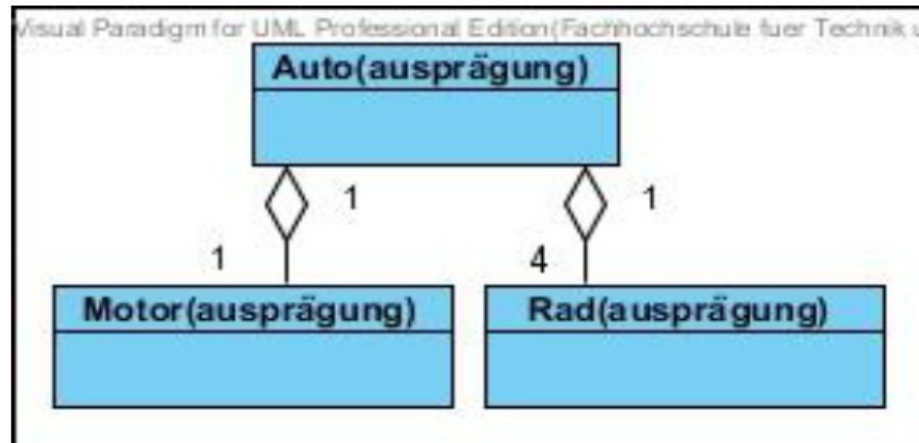 Visual Paradigm for UML Professional Edition(Fachhochschule fuer Technik u
Auto(ausprägung)
1 1
1 4
Motor(ausprägung) Rad(ausprägung)